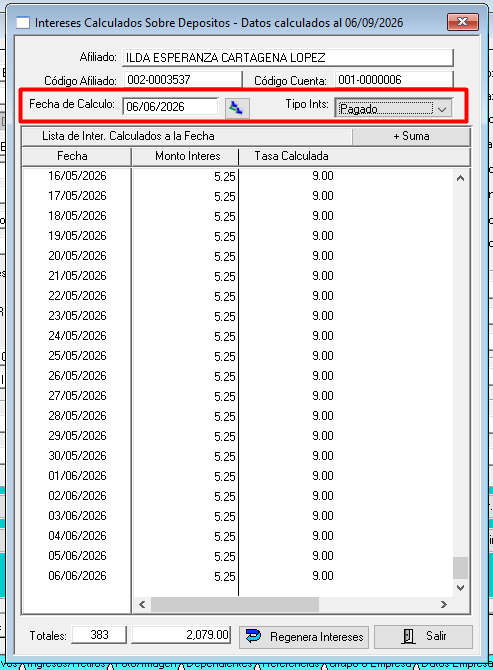 Intereses Calculados Sobre Depositos - Datos calculados al 06/09/2026
Afiliado: ILDA ESPERANZA CARTAGENA LOPEZ
Código Afiliado: 002-0003537 Código Cuenta: 001-0000006
Fecha de Calculo: 06/06/2026 Tipo Ints: Pagado
Lista de Inter. Calculados a la Fecha + Suma
Fecha Monto Interes Tasa Calculada
16/05/2026 5.25 9.00
17/05/2026 5.25 9.00
18/05/2026 5.25 9.00
19/05/2026 5.25 9.00
20/05/2026 5.25 9.00
21/05/2026 5.25 9.00
22/05/2026 5.25 9.00
23/05/2026 5.25 9.00
24/05/2026 5.25 9.00
25/05/2026 5.25 9.00
26/05/2026 5.25 9.00
27/05/2026 5.25 9.00
28/05/2026 5.25 9.00
29/05/2026 5.25 9.00
30/05/2026 5.25 9.00
01/06/2026 5.25 9.00
02/06/2026 5.25 9.00
03/06/2026 5.25 9.00
04/06/2026 5.25 9.00
05/06/2026 5.25 9.00
06/06/2026 5.25 9.00
Totales: 383 2,079.00 Regenera Intereses Salir